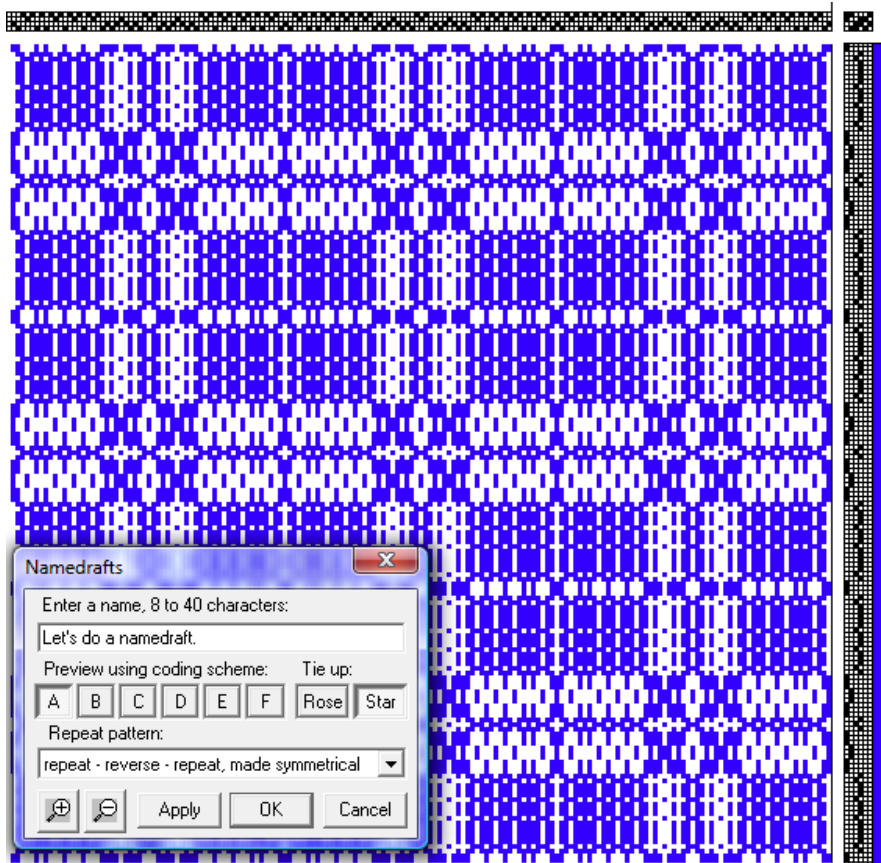 Namedrafts
Enter a name, 8 to 40 characters:
Let's do a namedraft.
Preview using coding scheme: Tie up:
A B C D E F Rose Star
Repeat pattern:
repeat - reverse - repeat, made symmetrical
Apply OK Cancel